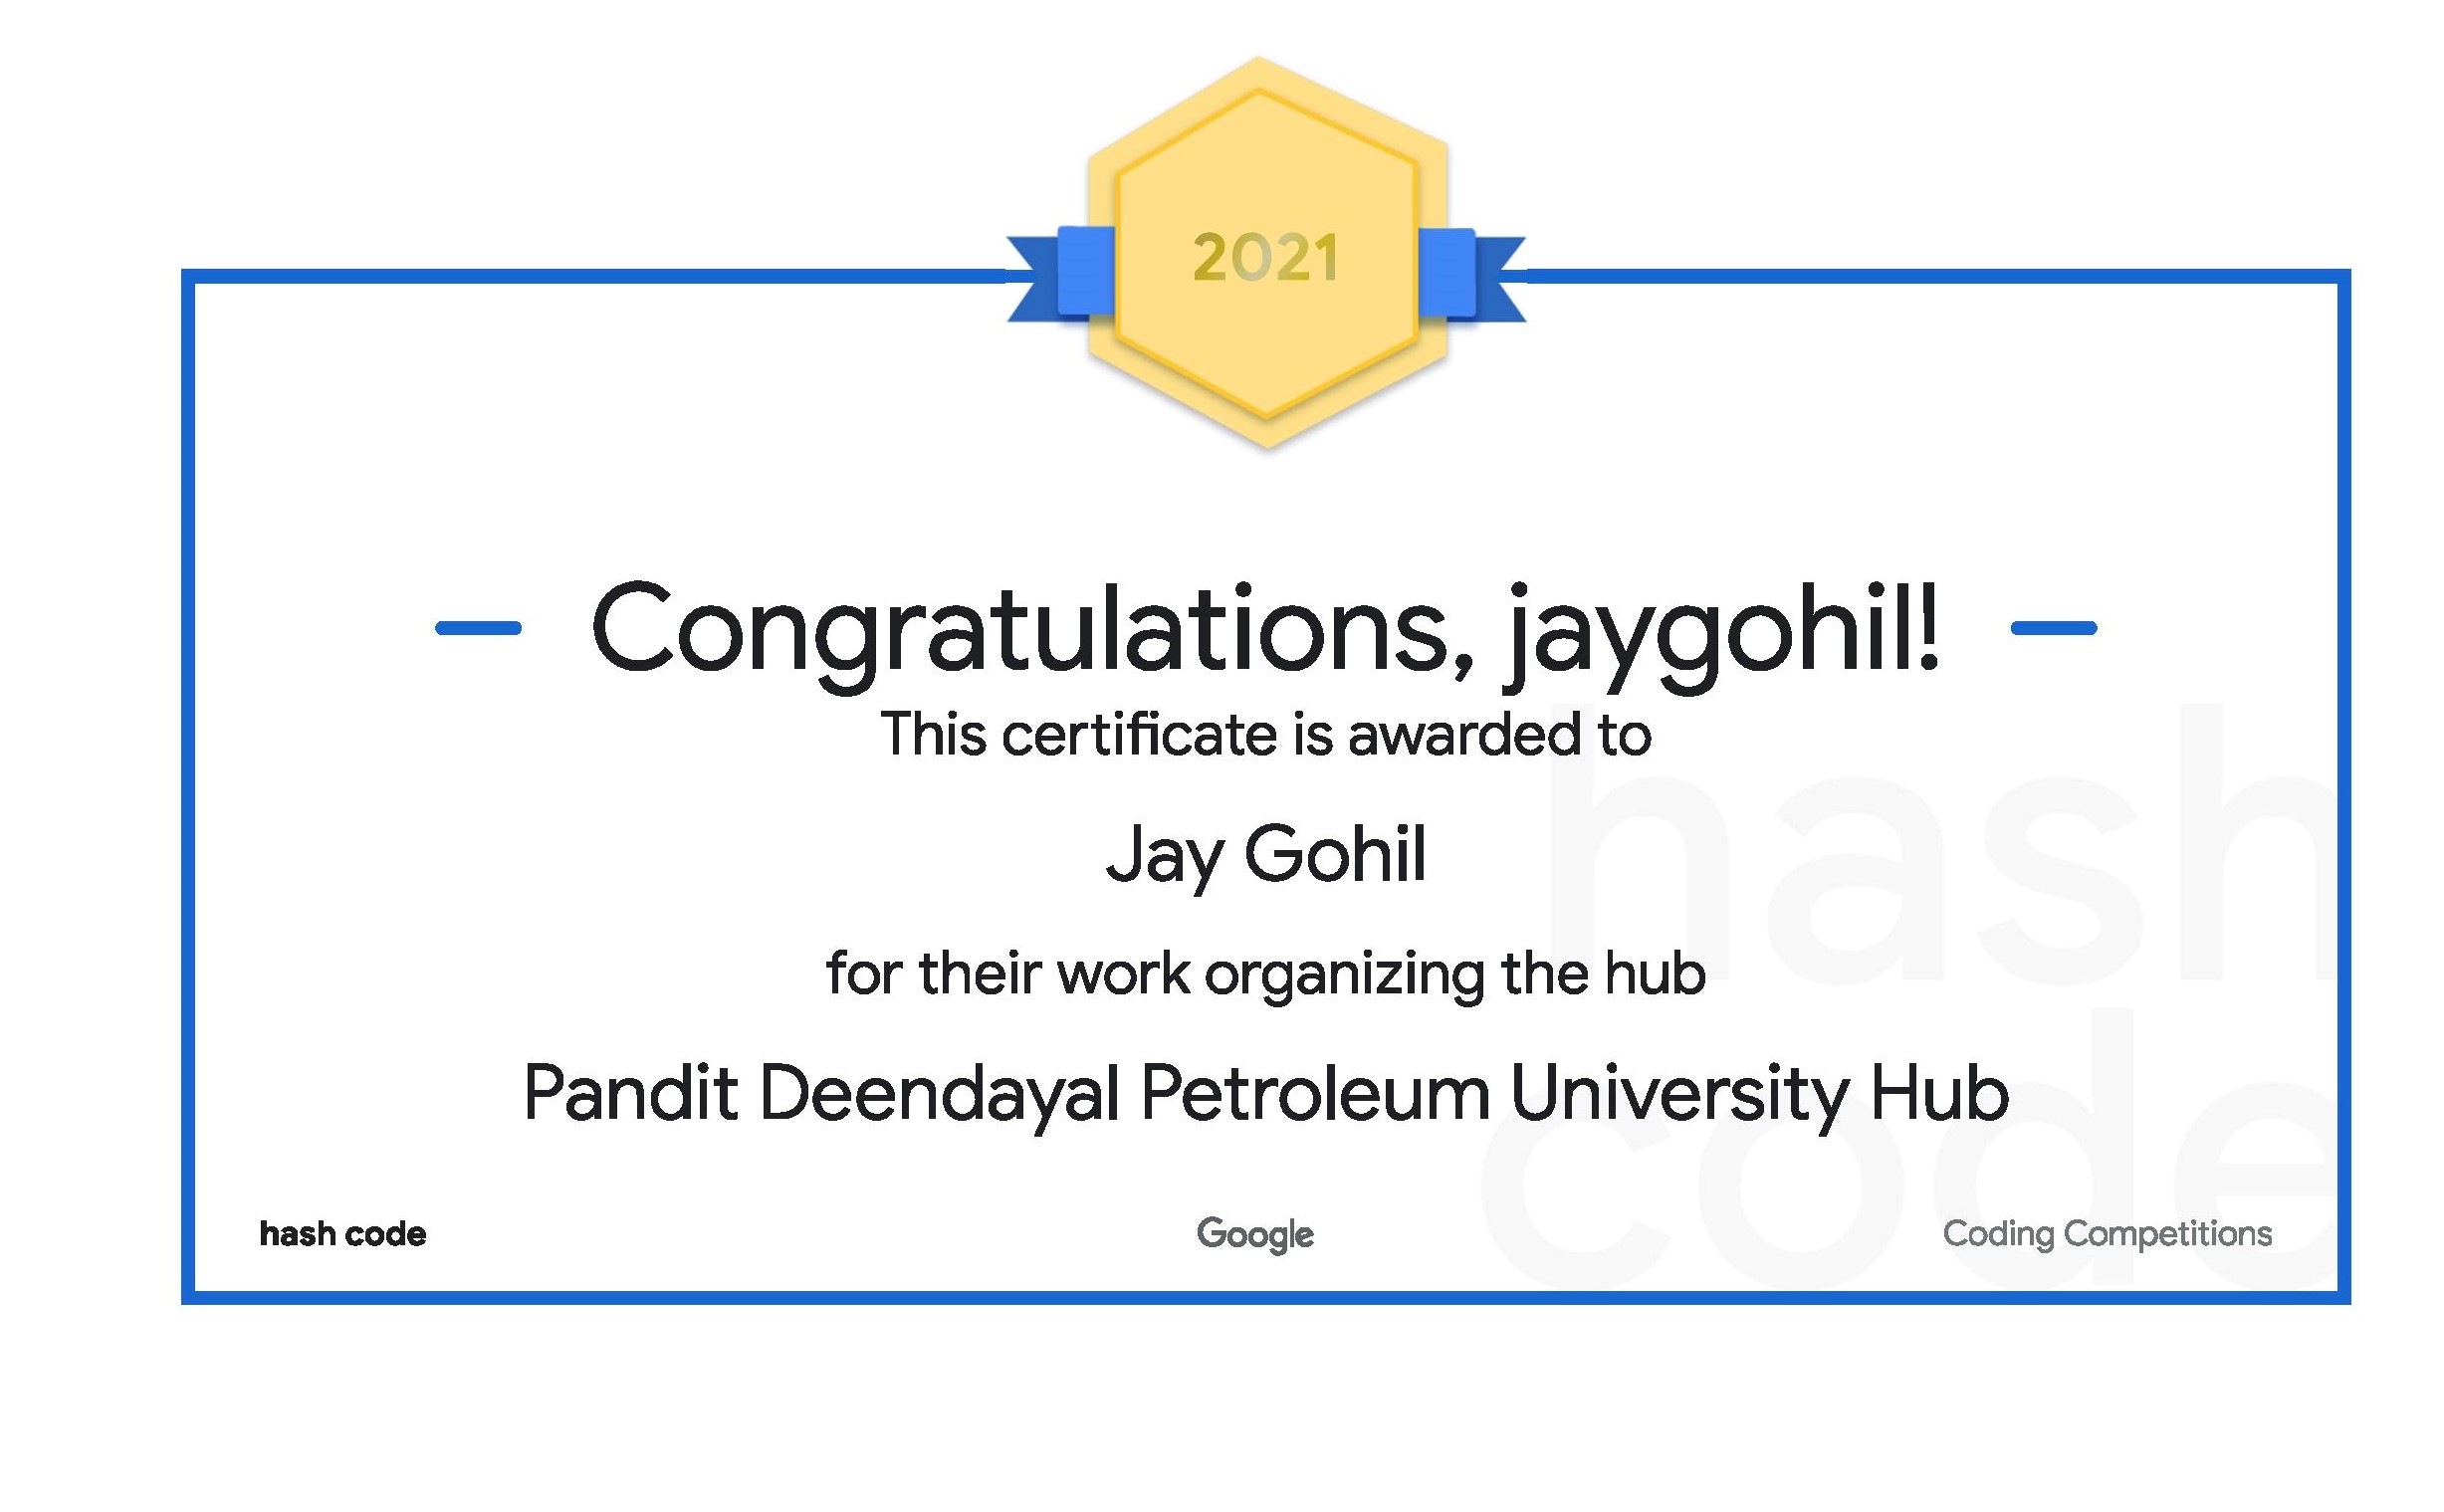 2021
Congratulations, jaygohil!
This certificate is awarded to
Jay Gohil
for their work organizing the hub
Pandit Deendayal Petroleum University Hub
hash
code
hash code
Google
Coding Competitions